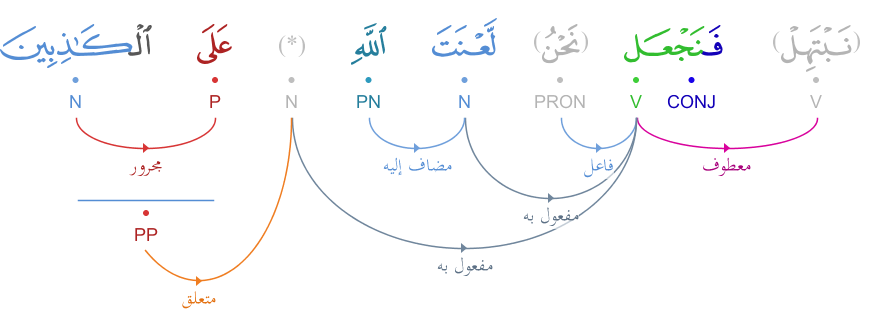 (نَبْتَهِلْ) فَنَجْعَل (نَحْنُ) لَّعْنَتَ ٱللَّهِ (*) عَلَى ٱلْكَـٰذِبِينَ
V CONJ V PRON N PN N P N
معطوف فاعل مضاف إليه مجرور
مفعول به
PP
مفعول به
متعلق